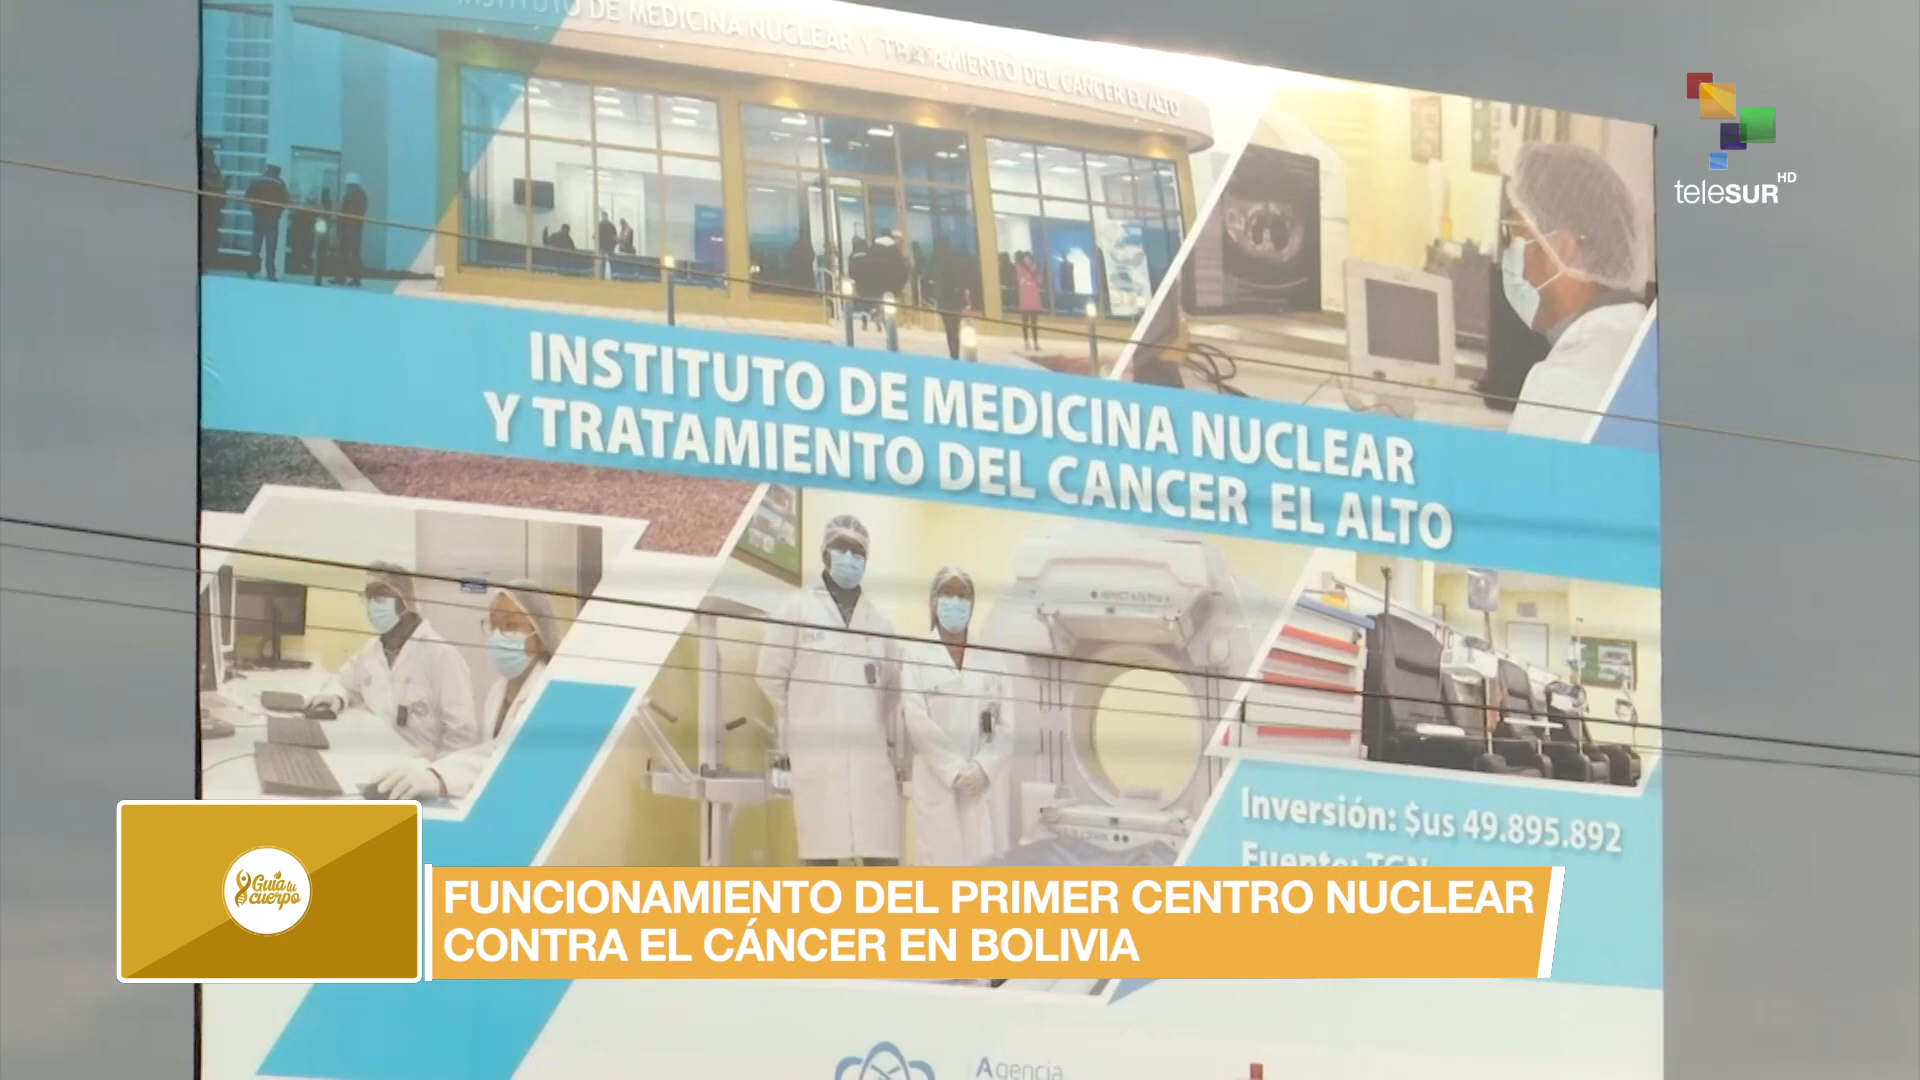 INSTITUTO DE MEDICINA NUCLEAR Y TRATAMIENTO DEL CANCER EL ALTO
teleSUR HD
INSTITUTO DE MEDICINA NUCLEAR
Y TRATAMIENTO DEL CANCER EL ALTO
Inversión: $us 49.895.892
Fuente: TGN
Guía tu
cuerpo
FUNCIONAMIENTO DEL PRIMER CENTRO NUCLEAR
CONTRA EL CÁNCER EN BOLIVIA
Agencia